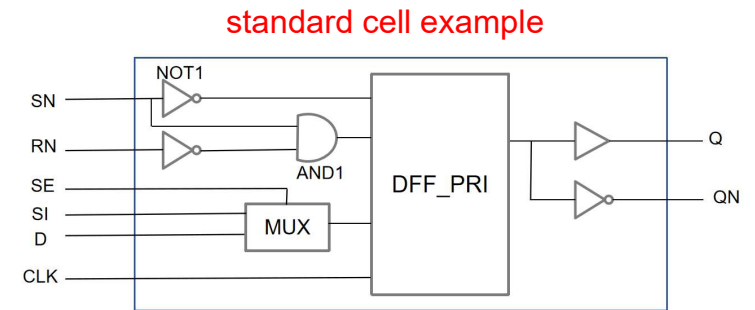 standard cell example
NOT1
SN
RN
AND1
SE
SI
D
MUX
DFF_PRI
CLK
Q
QN